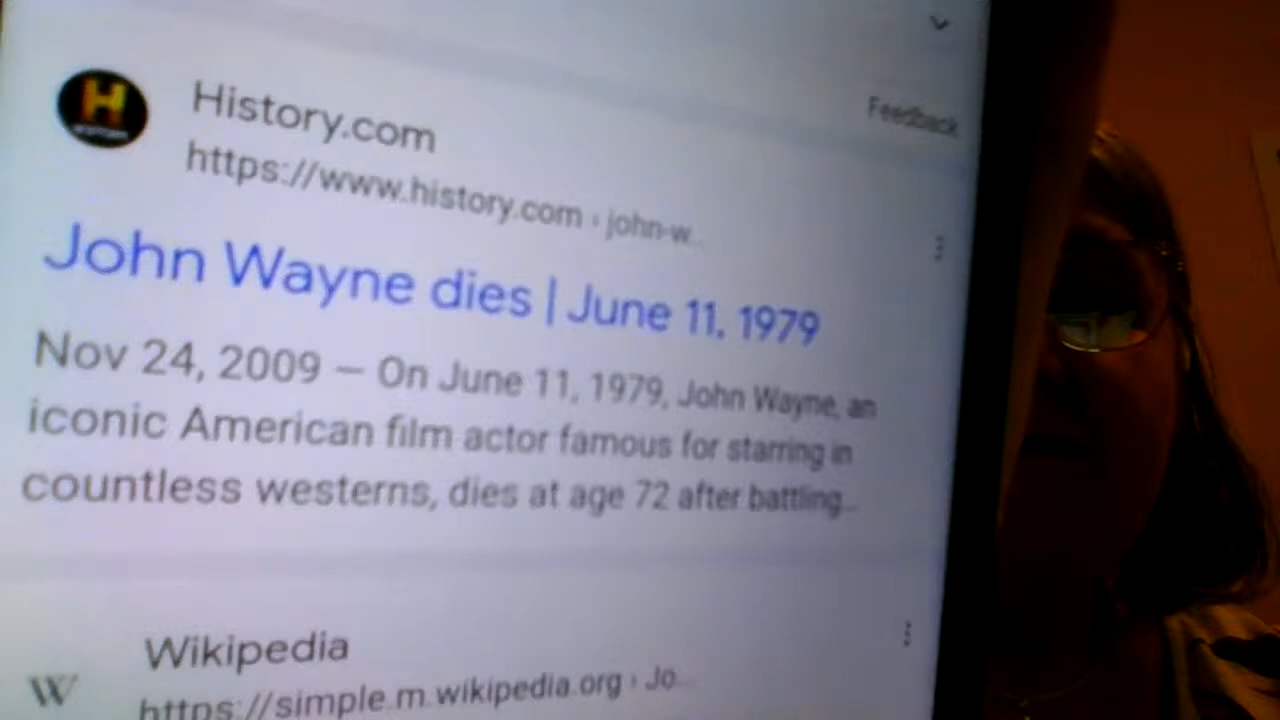 Feedback
H
History.com
https://www.history.com › john-w...
John Wayne dies | June 11, 1979
Nov 24, 2009 — On June 11, 1979, John Wayne, an
iconic American film actor famous for starring in
countless westerns, dies at age 72 after battling...
W
Wikipedia
https://simple.m.wikipedia.org › Jo...